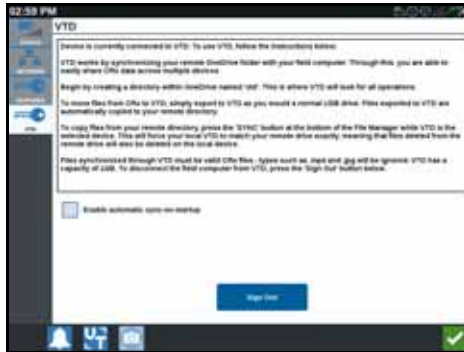 02:59 PM
VTD
Device is currently connected to VTD. To use VTD, follow the instructions below:
VTD works by synchronizing your remote OneDrive folder with your field computer. Through this, you are able to
easily share CRx data across multiple devices
Begin by creating a directory within OneDrive named 'vtd'. This is where VTD will look for all operations.
To move files from CRx to VTD, simply export to VTD as you would a normal USB drive. Files exported to VTD are
automatically copied to your remote directory.
To copy files from your remote directory, press the 'SYNC' button at the bottom of the File Manager while VTD is the
selected device. This will force your local VTD to match your remote drive exactly, meaning that files deleted from the
remote drive will also be deleted on the local device.
Files synchronized through VTD must be valid CRx files - types such as .mp4 and .jpg will be ignored. VTD has a
capacity of 2GB. To disconnect the field computer from VTD, press the 'Sign Out' button below.
Enable automatic sync-on-startup
Sign Out
UT